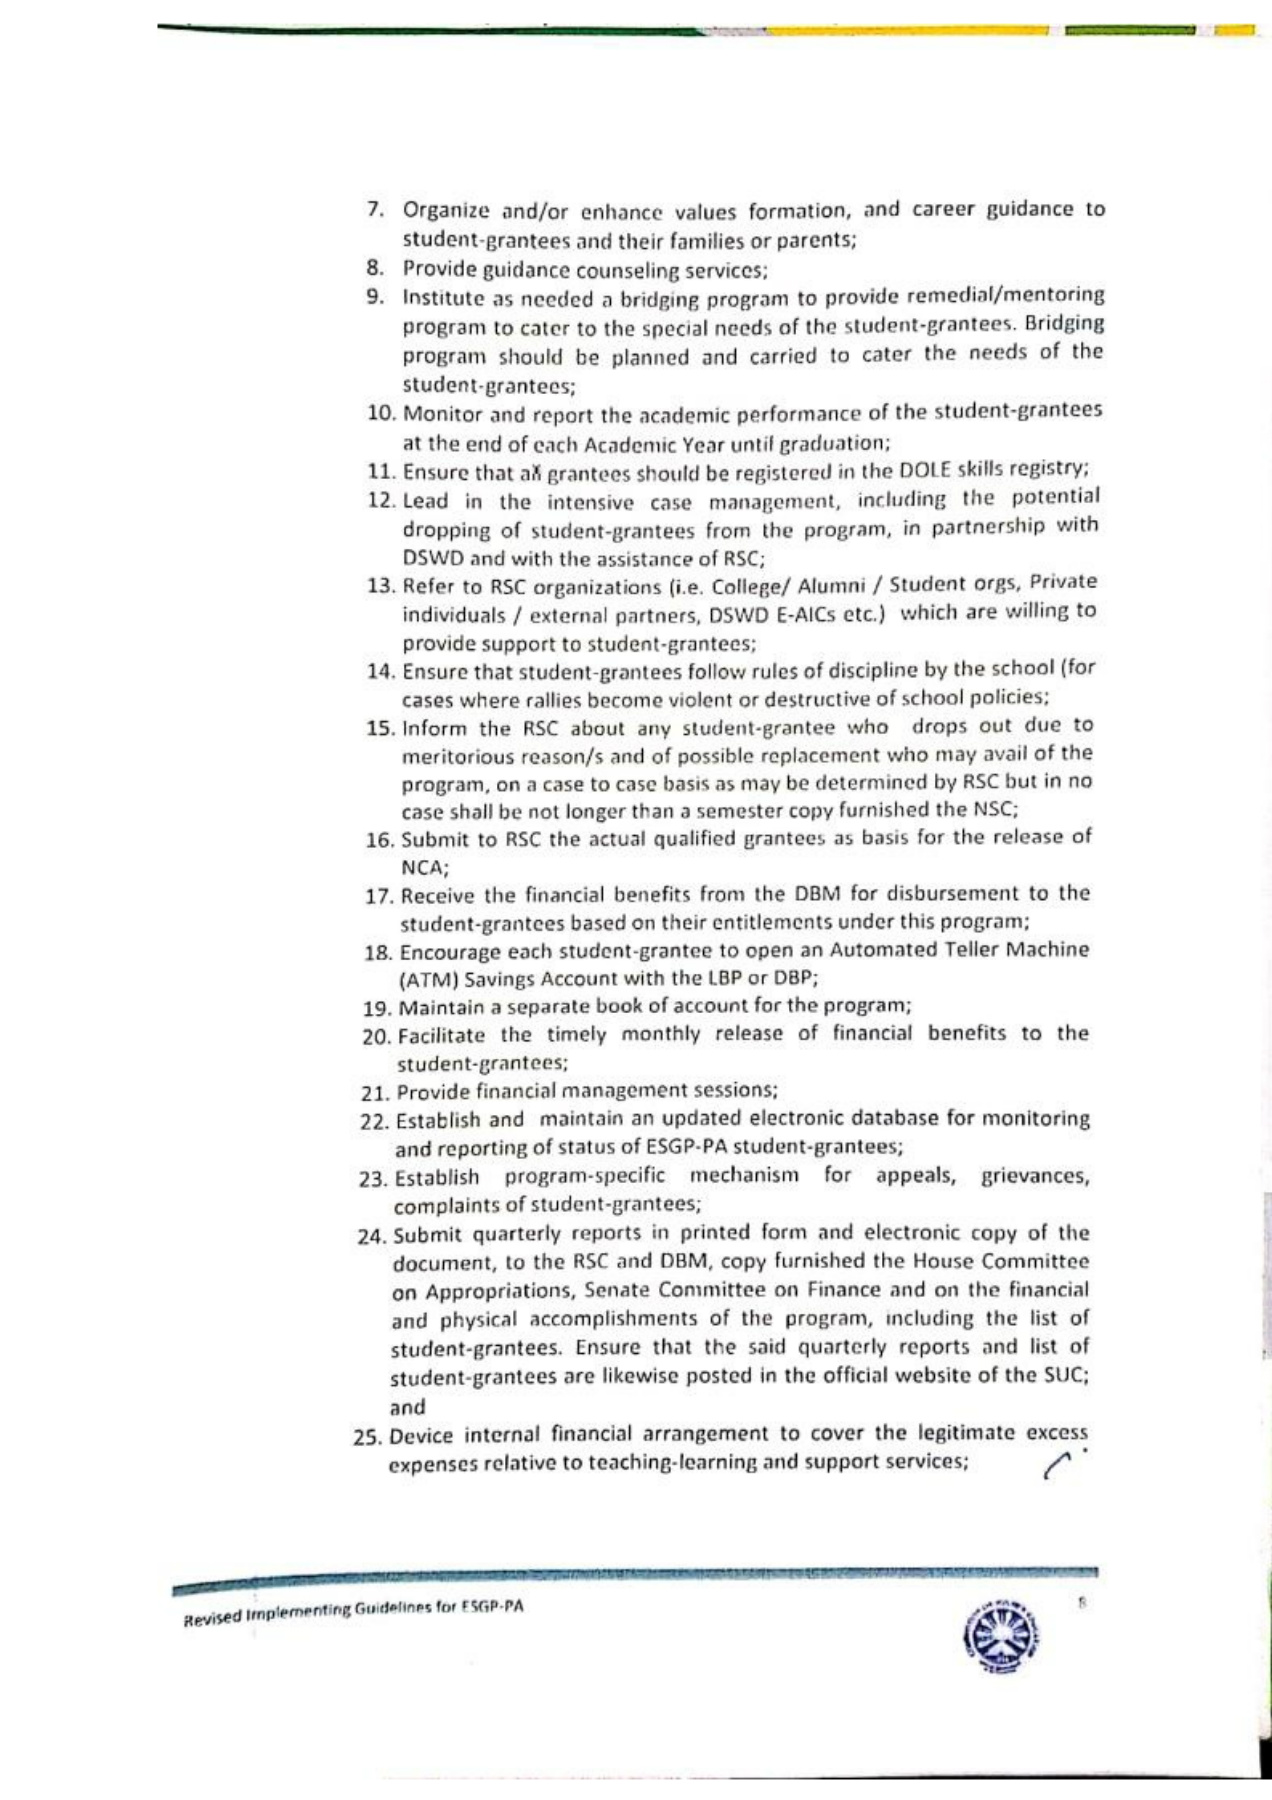 7. Organize and/or enhance values formation, and career guidance to
student-grantees and their families or parents;
8. Provide guidance counseling services;
9. Institute as needed a bridging program to provide remedial/mentoring
program to cater to the special needs of the student-grantees. Bridging
program should be planned and carried to cater the needs of the
student-grantees;
10. Monitor and report the academic performance of the student-grantees
at the end of each Academic Year until graduation;
11. Ensure that all grantees should be registered in the DOLE skills registry;
12. Lead in the intensive case management, including the potential
dropping of student-grantees from the program, in partnership with
DSWD and with the assistance of RSC;
13. Refer to RSC organizations (i.e. College/ Alumni / Student orgs, Private
individuals / external partners, DSWD E-AICs etc.) which are willing to
provide support to student-grantees;
14. Ensure that student-grantees follow rules of discipline by the school (for
cases where rallies become violent or destructive of school policies;
15. Inform the RSC about any student-grantee who drops out due to
meritorious reason/s and of possible replacement who may avail of the
program, on a case to case basis as may be determined by RSC but in no
case shall be not longer than a semester copy furnished the NSC;
16. Submit to RSC the actual qualified grantees as basis for the release of
NCA;
17. Receive the financial benefits from the DBM for disbursement to the
student-grantees based on their entitlements under this program;
18. Encourage each student-grantee to open an Automated Teller Machine
(ATM) Savings Account with the LBP or DBP;
19. Maintain a separate book of account for the program;
20. Facilitate the timely monthly release of financial benefits to the
student-grantees;
21. Provide financial management sessions;
22. Establish and maintain an updated electronic database for monitoring
and reporting of status of ESGP-PA student-grantees;
23. Establish program-specific mechanism for appeals, grievances,
complaints of student-grantees;
24. Submit quarterly reports in printed form and electronic copy of the
document, to the RSC and DBM, copy furnished the House Committee
on Appropriations, Senate Committee on Finance and on the financial
and physical accomplishments of the program, including the list of
student-grantees. Ensure that the said quarterly reports and list of
student-grantees are likewise posted in the official website of the SUC;
and
25. Device internal financial arrangement to cover the legitimate excess
expenses relative to teaching-learning and support services;
Revised Implementing Guidelines for ESGP-PA
8